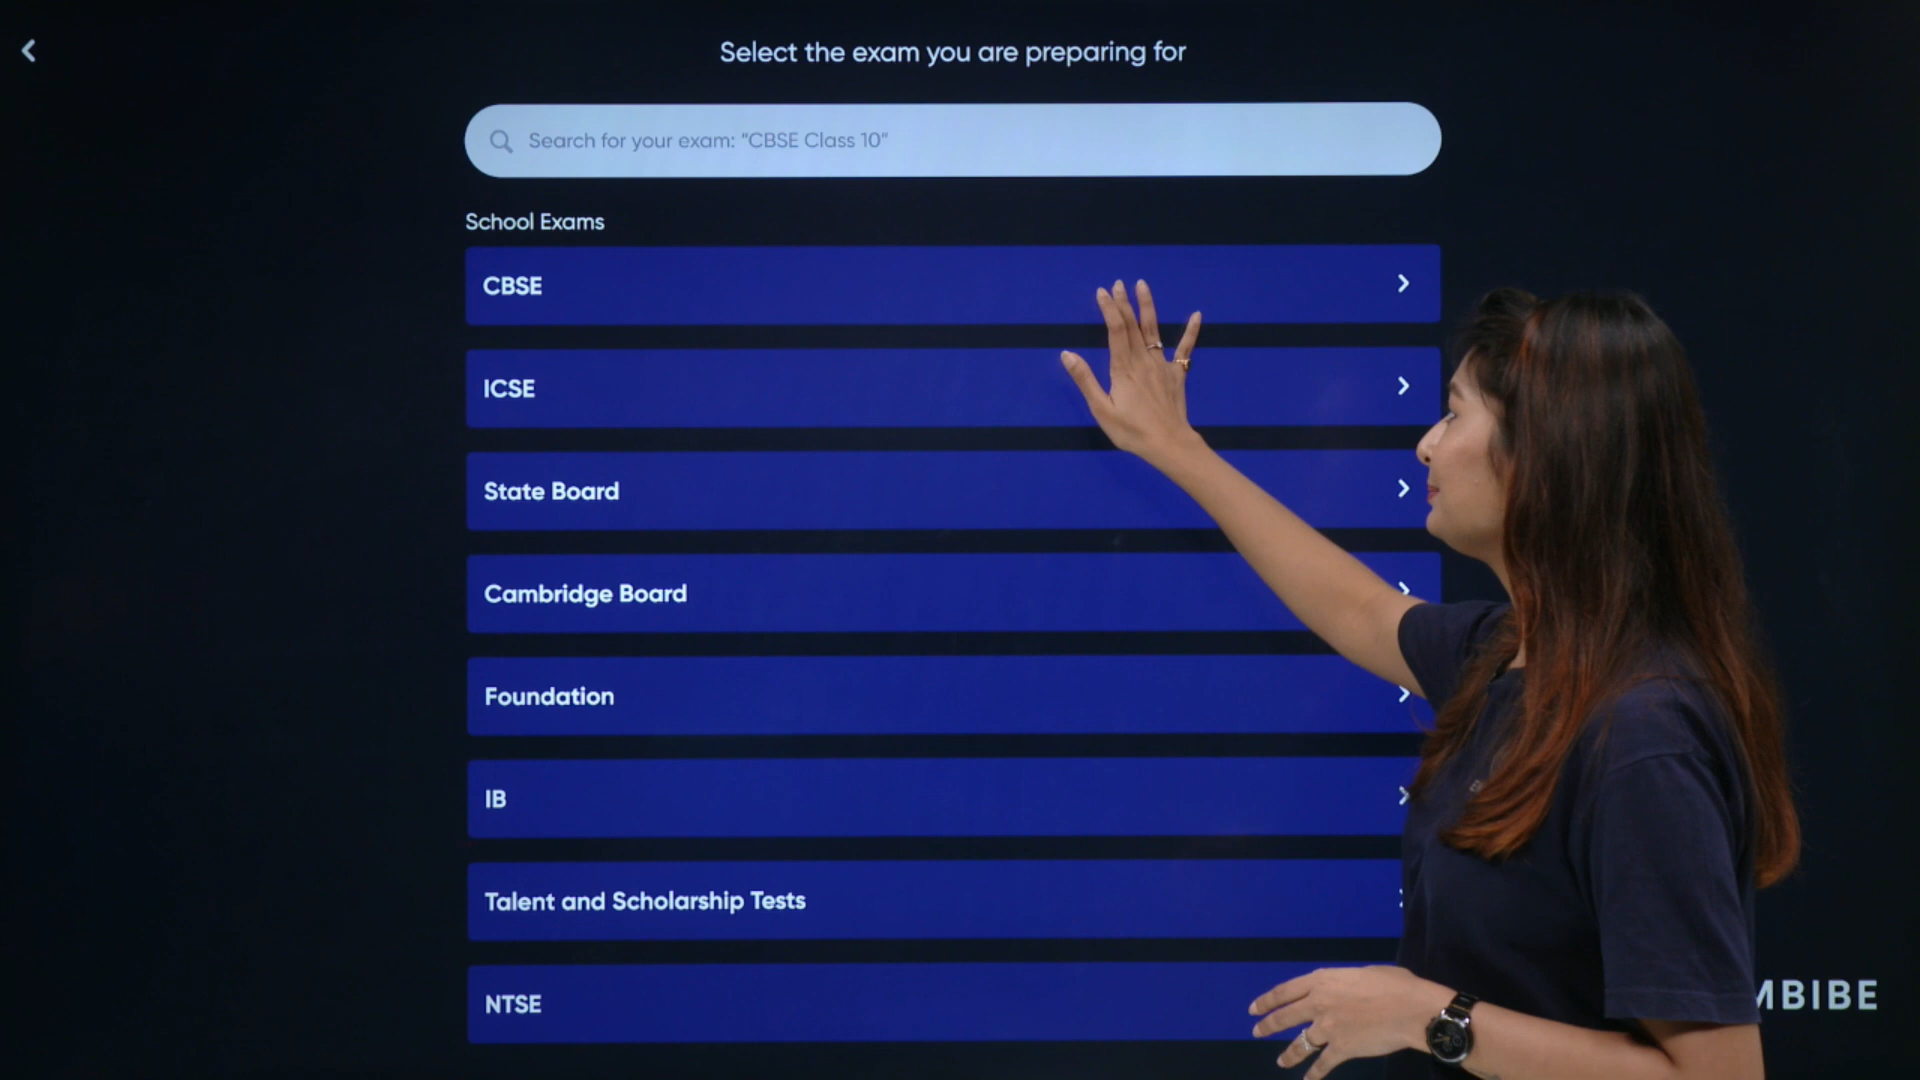 Select the exam you are preparing for
Search for your exam: "CBSE Class 10"
School Exams
CBSE
ICSE
State Board
Cambridge Board
Foundation
IB
Talent and Scholarship Tests
NTSE
MBIBE